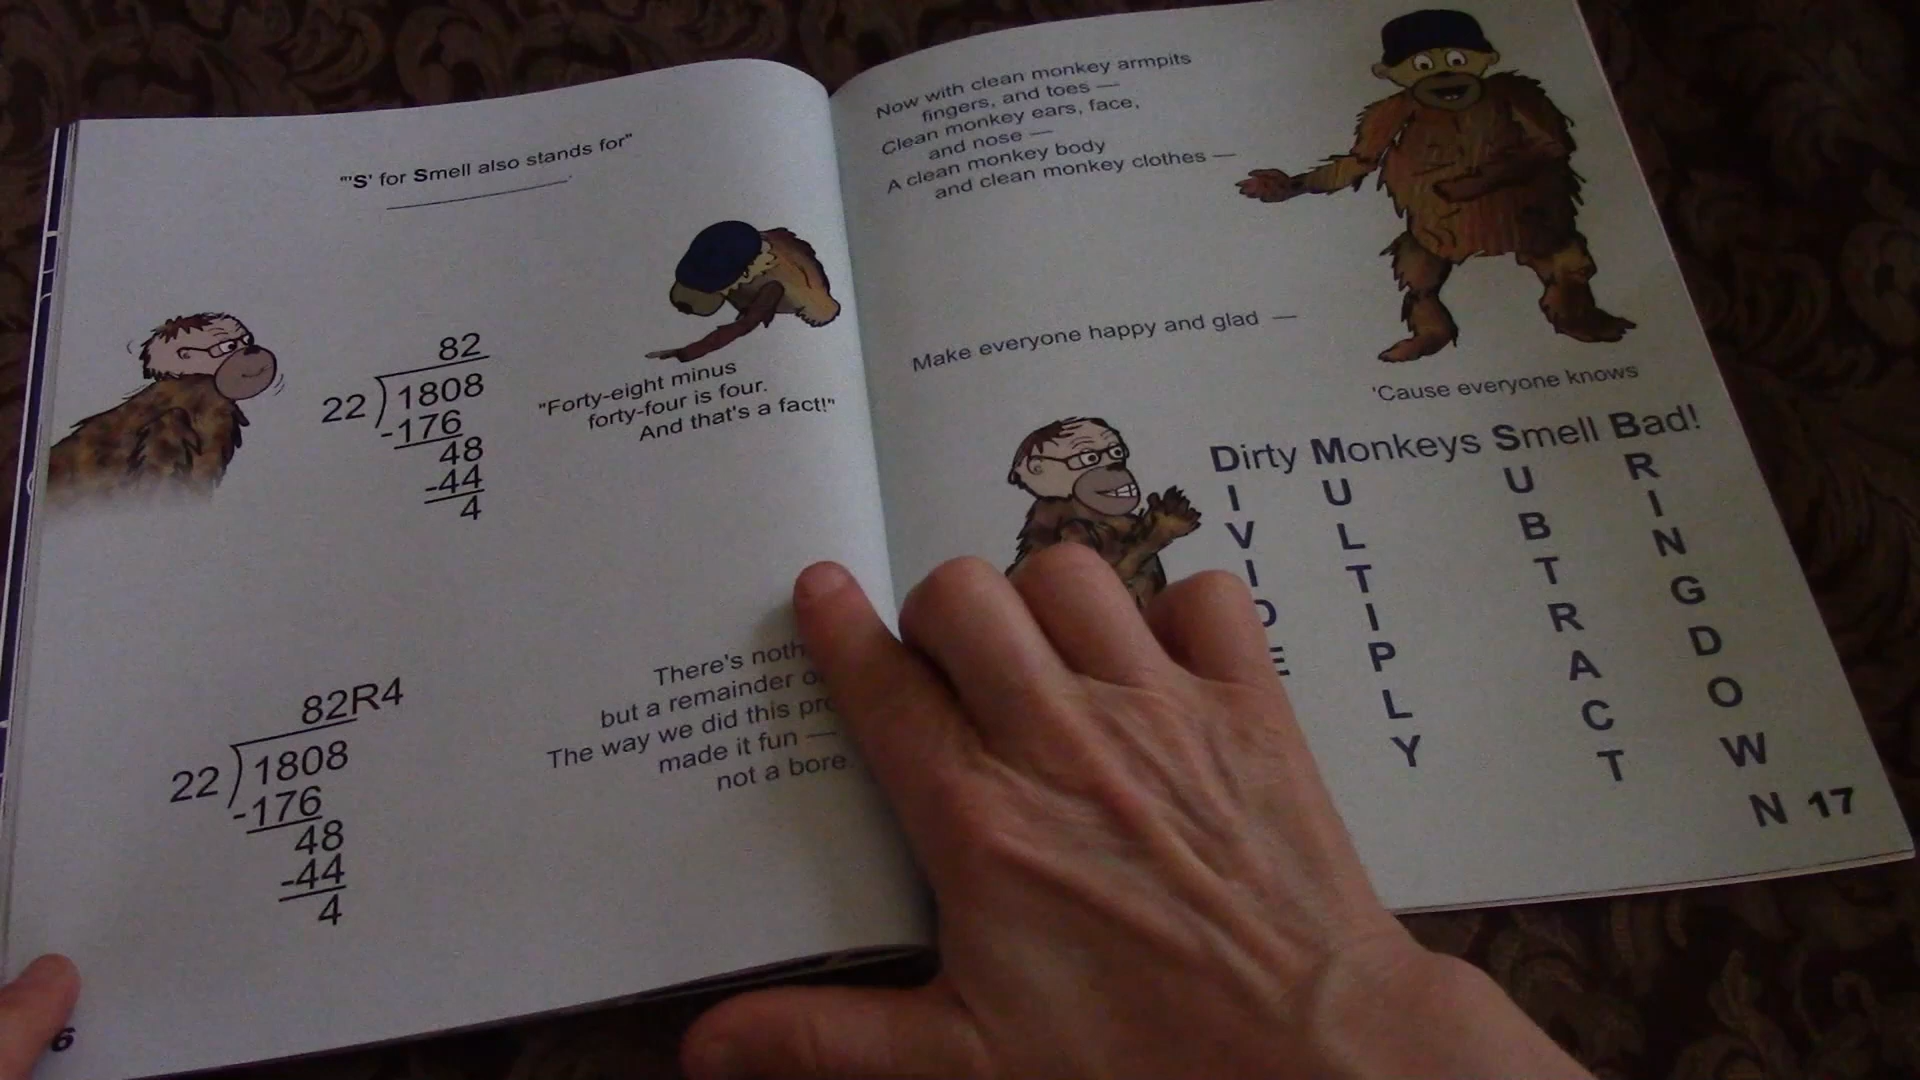 "'S' for Smell also stands for"
____________.
82
22)1808
-176
48
-44
4
"Forty-eight minus
forty-four is four.
And that's a fact!"
82R4
22)1808
-176
48
-44
4
There's
but a remainder
The way we did this
made it fun —
not a bore.
6
Now with clean monkey armpits
fingers, and toes —
Clean monkey ears, face,
and nose —
A clean monkey body
and clean monkey clothes —
Make everyone happy and glad —
'Cause everyone knows
Dirty Monkeys Smell Bad!
I U U R
V L B I
I T T N
D I R G
E P A D
L C O
Y T W
N
17